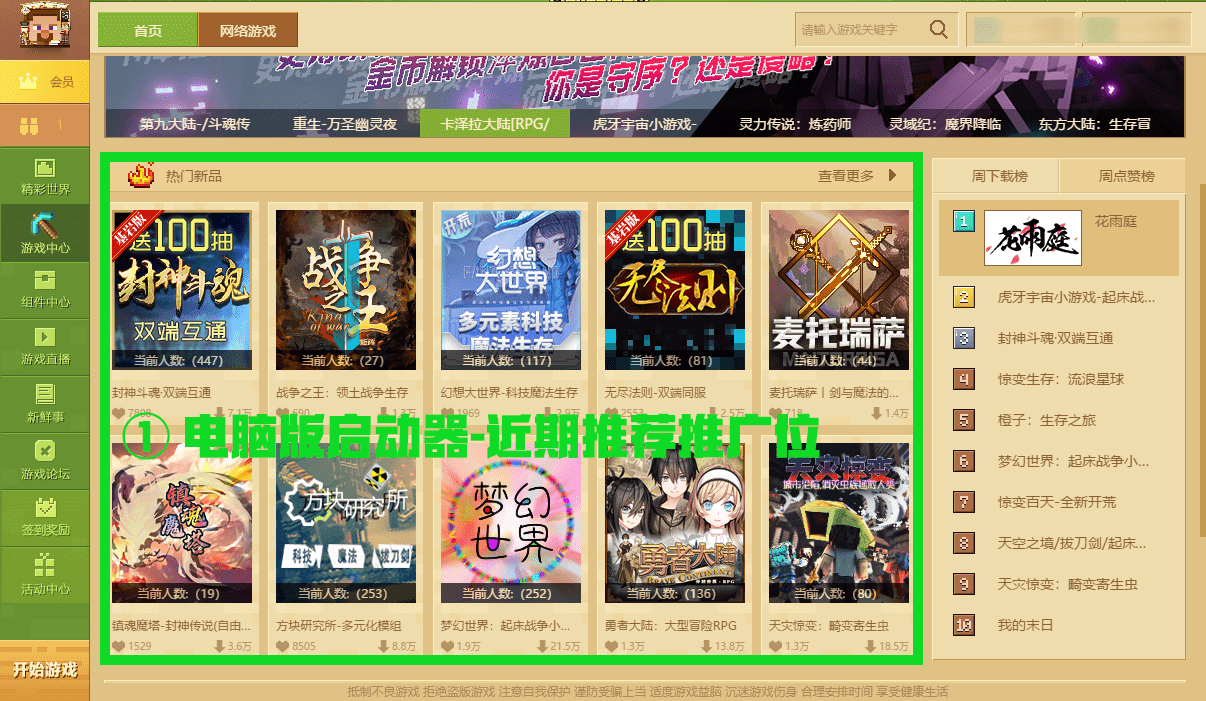 首页
网络游戏
请输入游戏关键字
会员
1
精彩世界
游戏中心
组件中心
游戏直播
新鲜事
游戏论坛
签到奖励
活动中心
开始游戏
你是守序？还是侵略？
第九大陆-/斗魂传
重生-万圣幽灵夜
卡泽拉大陆[RPG/
虎牙宇宙小游戏-
灵力传说：炼药师
灵域纪：魔界降临
东方大陆：生存冒
热门新品
查看更多
基岩版
送100抽
封神斗魂
双端互通
当前人数:（447）
封神斗魂-双端互通
7808
7.1万
战争之王
King of war
当前人数:（27）
战争之王：领土战争生存
690
1.3万
开荒
幻想大世界
多元素科技
魔法生存
当前人数:（117）
幻想大世界-科技魔法生存
1969
2.9万
基岩版
送100抽
无尽法则
当前人数:（81）
无尽法则-双端同服
2553
2.5万
麦托瑞萨
当前人数:（44）
麦托瑞萨丨剑与魔法的...
718
1.4万
① 电脑版启动器-近期推荐推广位
镇魂魔塔
当前人数:（19）
镇魂魔塔-封神传说(自由...
1529
3.6万
方块研究所
科技
魔法
拔刀剑
当前人数:（253）
方块研究所-多元化模组
8505
8.8万
梦幻世界
当前人数:（252）
梦幻世界：起床战争小...
1.9万
21.5万
勇者大陆
BRAVE CONTINENT
当前人数:（136）
勇者大陆：大型冒险RPG
1.3万
13.8万
天灾惊变
当前人数:（80）
天灾惊变：畸变寄生虫
1.3万
18.5万
周下载榜
周点赞榜
1
花雨庭
花雨庭
2
虎牙宇宙小游戏-起床战...
3
封神斗魂-双端互通
4
惊变生存：流浪星球
5
橙子：生存之旅
6
梦幻世界：起床战争小...
7
惊变百天-全新开荒
8
天空之境/拔刀剑/起床...
9
天灾惊变：畸变寄生虫
10
我的末日
抵制不良游戏 拒绝盗版游戏 注意自我保护 谨防受骗上当 适度游戏益脑 沉迷游戏伤身 合理安排时间 享受健康生活